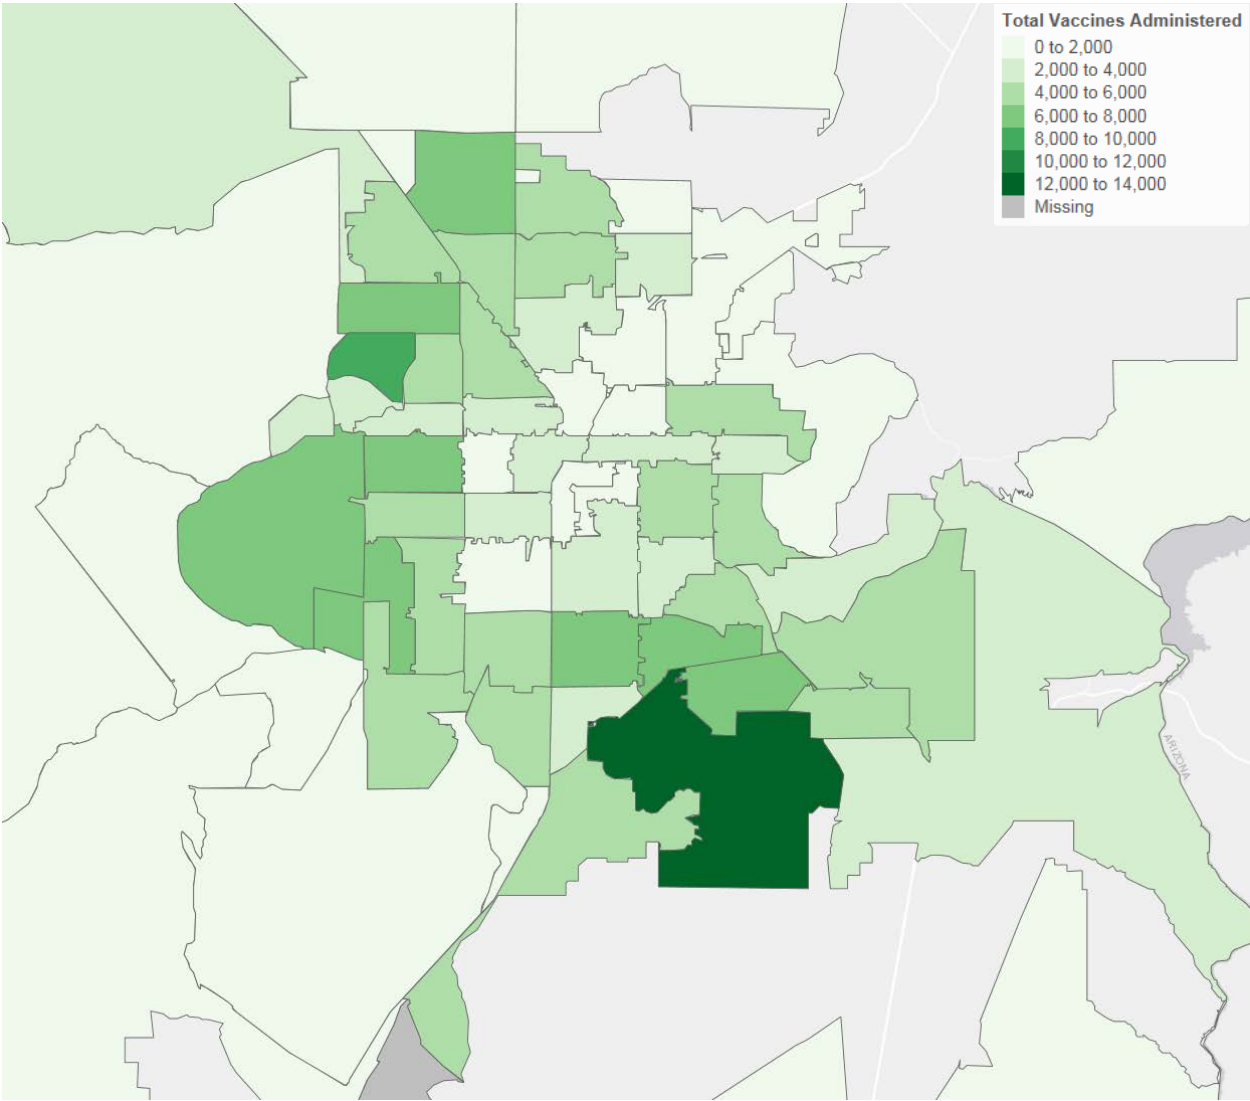 Total Vaccines Administered
0 to 2,000
2,000 to 4,000
4,000 to 6,000
6,000 to 8,000
8,000 to 10,000
10,000 to 12,000
12,000 to 14,000
Missing
ARIZONA